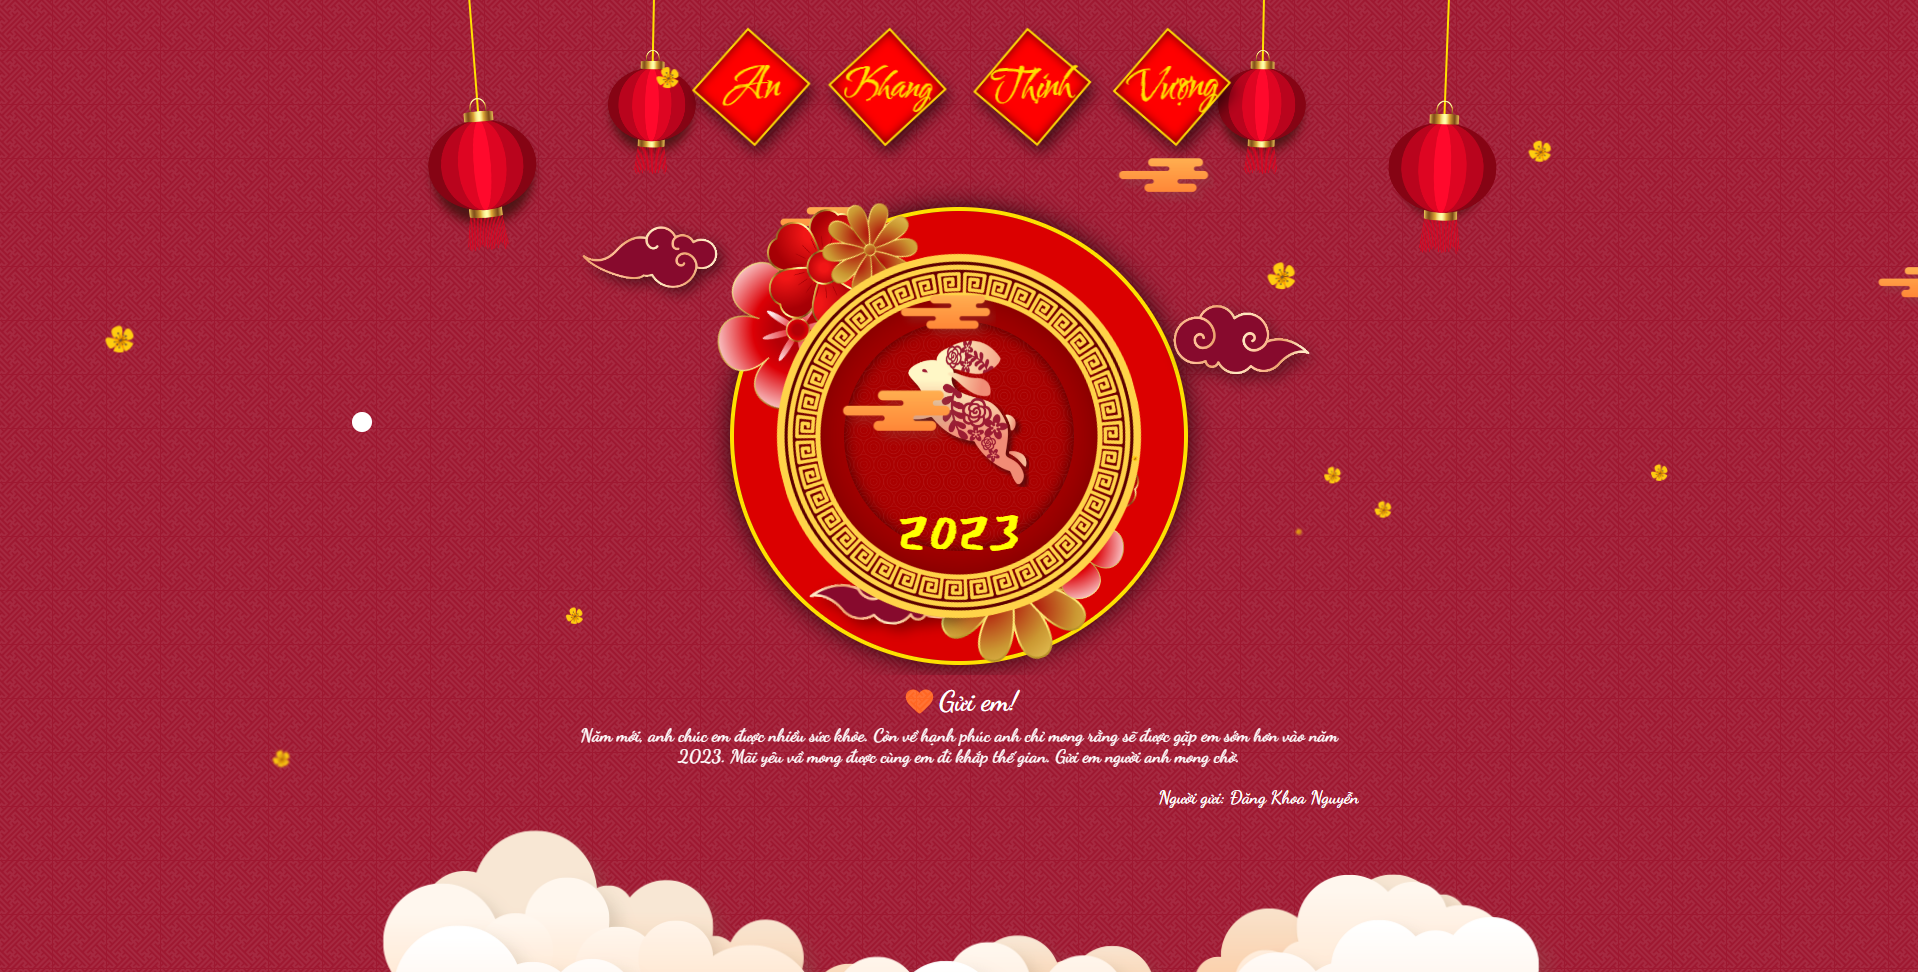 An Khang Thịnh Vượng
2023
Gửi em!
Năm mới, anh chúc em được nhiều sức khỏe. Còn về hạnh phúc anh chỉ mong rằng sẽ được gặp em sớm hơn vào năm
2023. Mãi yêu và mong được cùng em đi khắp thế gian. Gửi em người anh mong chờ.
Người gửi: Đăng Khoa Nguyễn